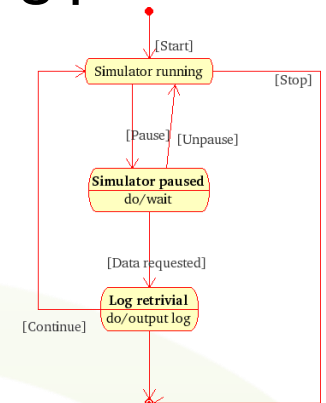 [Start]
Simulator running
[Stop]
[Pause]
[Unpause]
Simulator paused
do/wait
[Data requested]
Log retrivial
do/output log
[Continue]